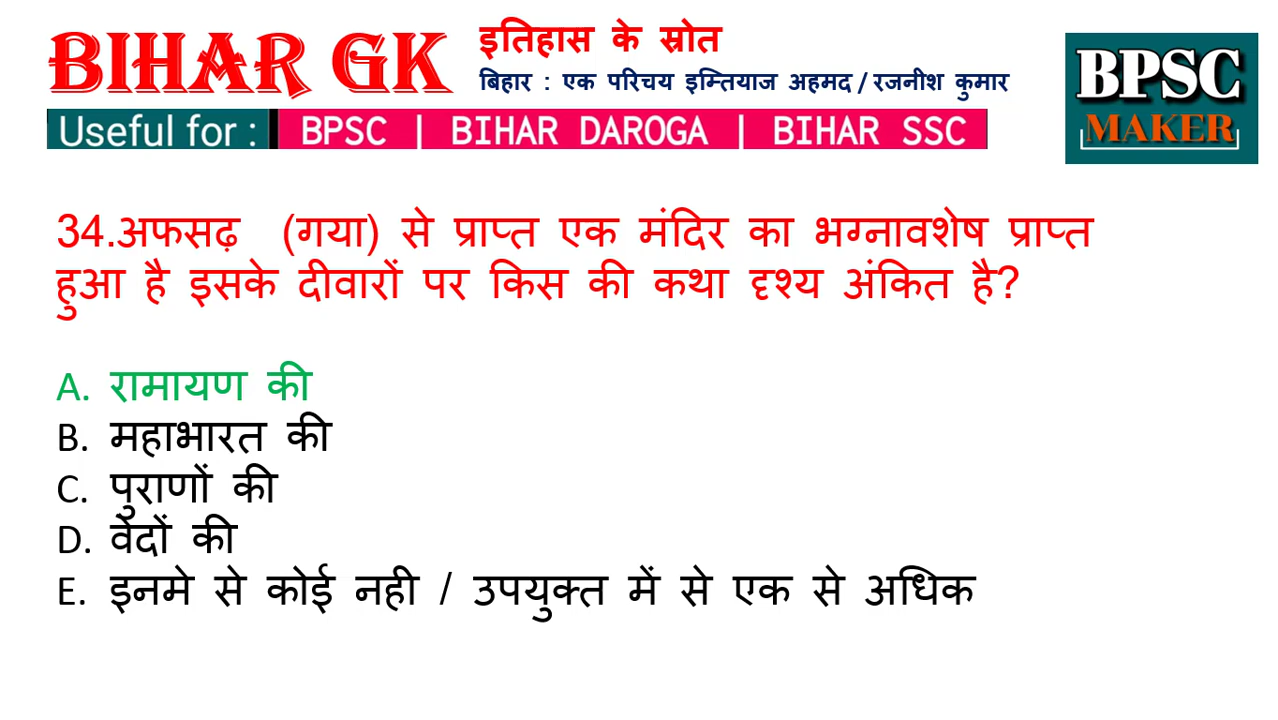 BIHAR GK
इतिहास के स्रोत
बिहार : एक परिचय इम्तियाज अहमद / रजनीश कुमार
Useful for : BPSC | BIHAR DAROGA | BIHAR SSC
BPSC
MAKER
34.अफसढ़ (गया) से प्राप्त एक मंदिर का भग्नावशेष प्राप्त
हुआ है इसके दीवारों पर किस की कथा दृश्य अंकित है?
A. रामायण की
B. महाभारत की
C. पुराणों की
D. वेदों की
E. इनमे से कोई नही / उपयुक्त में से एक से अधिक